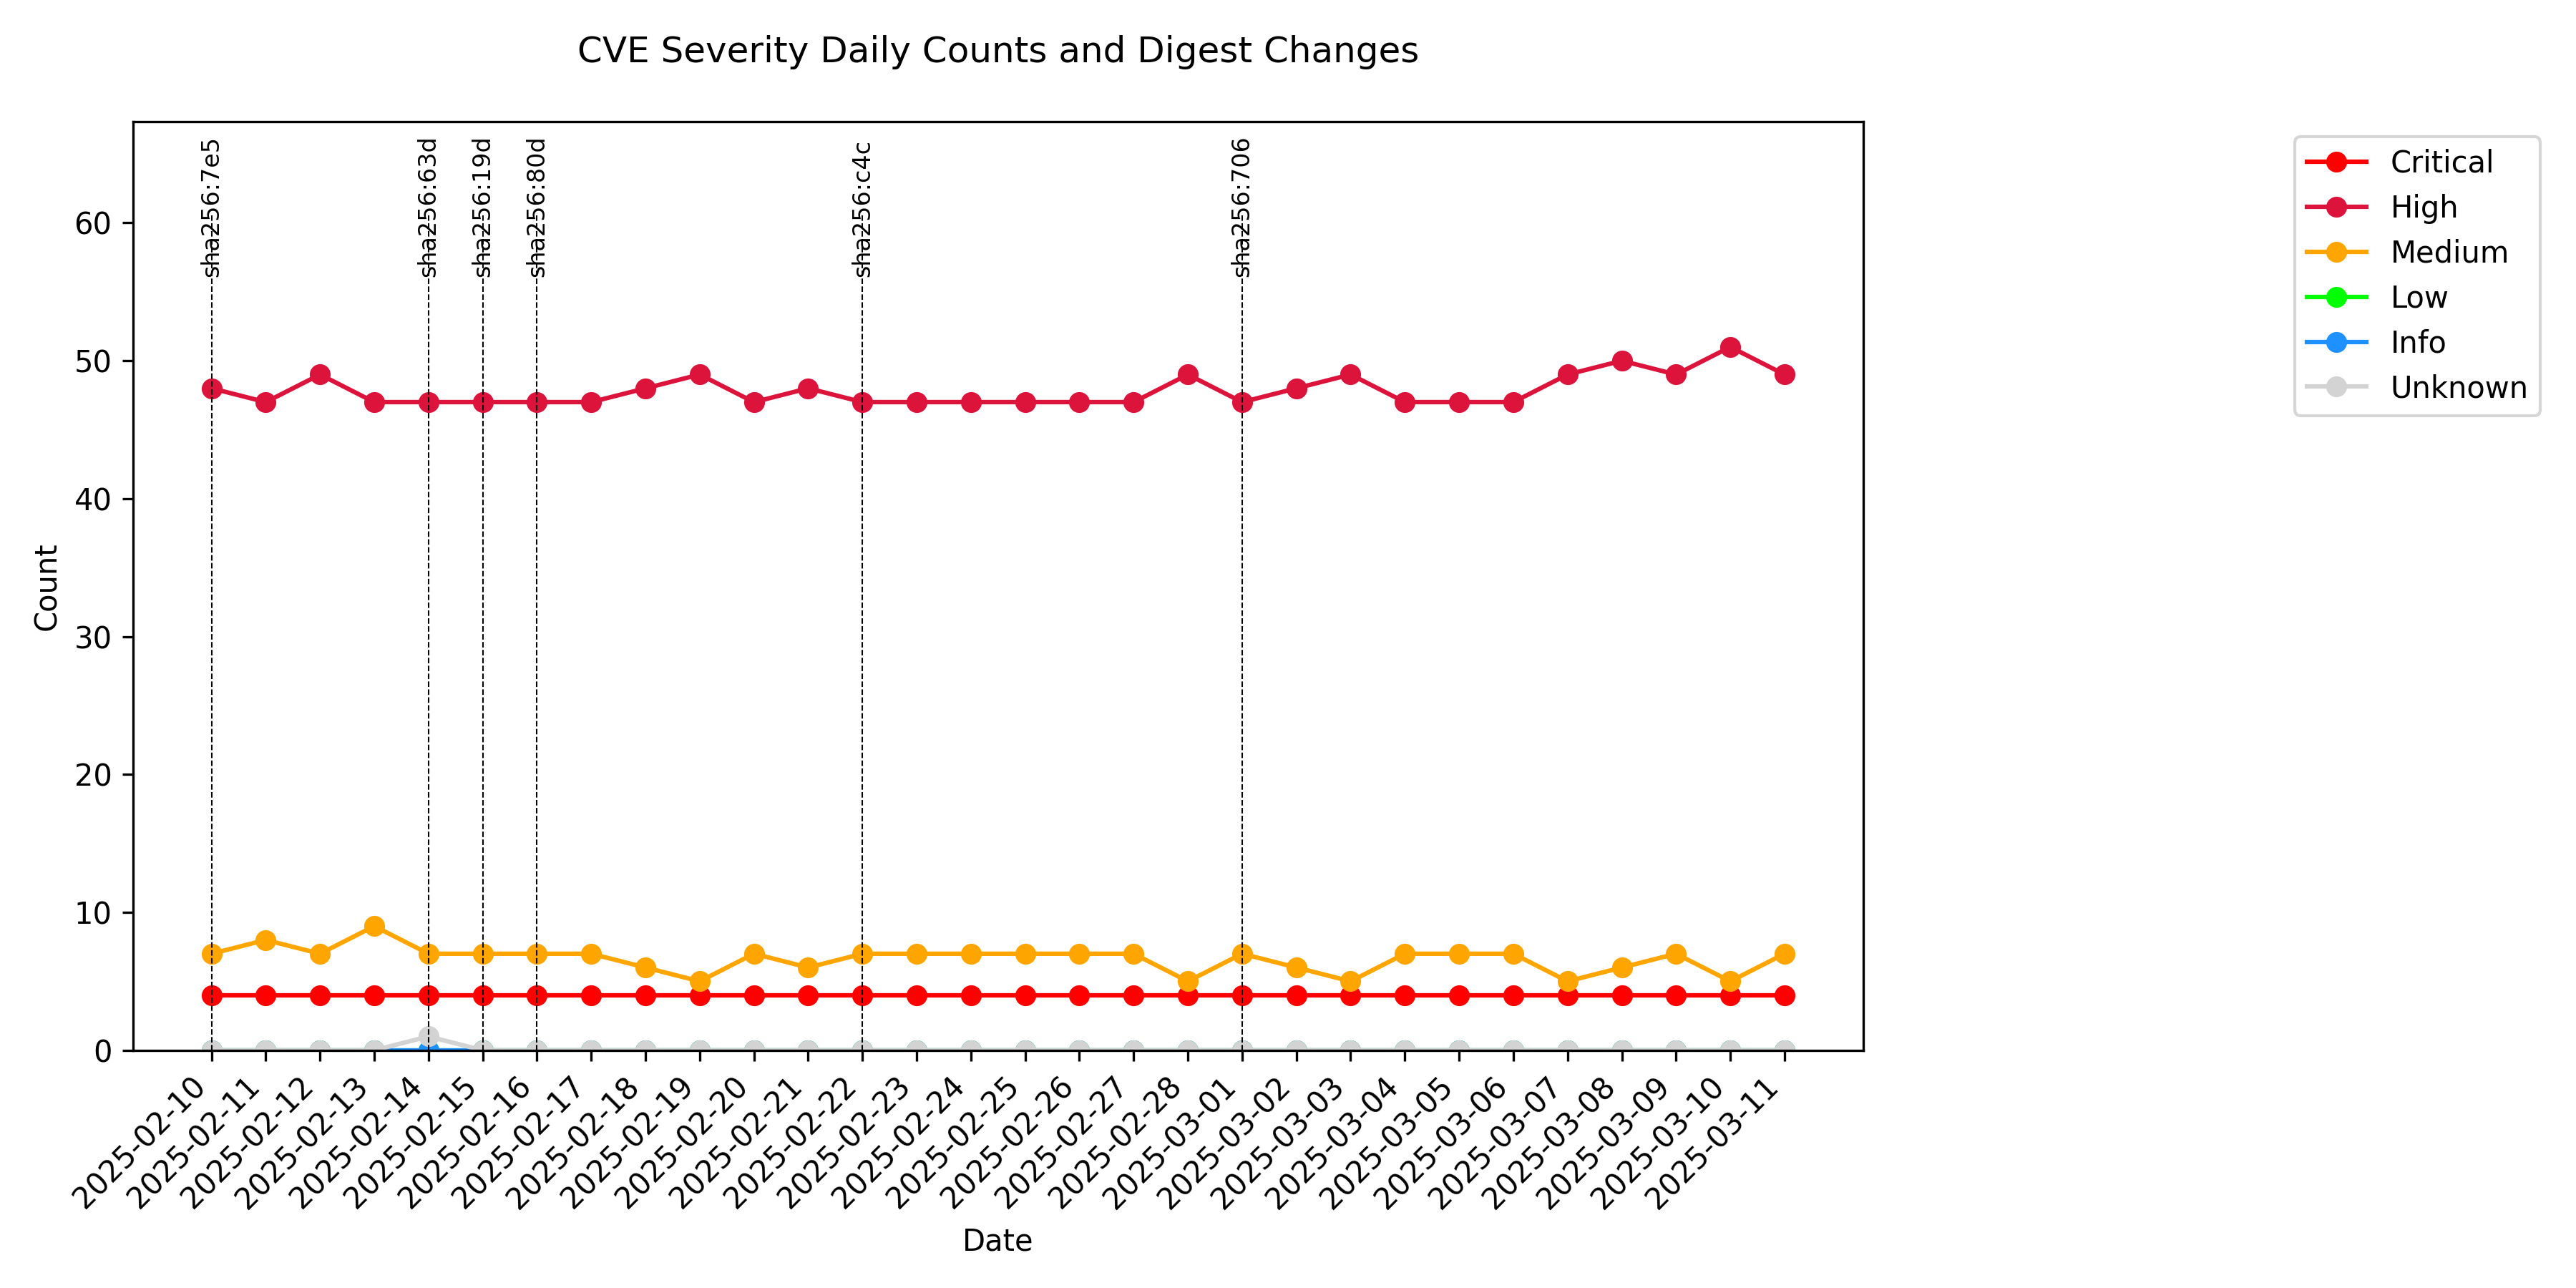 CVE Severity Daily Counts and Digest Changes
sha256:7e5
sha256:63d
sha256:19d
sha256:80d
sha256:c4c
sha256:706
Critical
High
Medium
Low
Info
Unknown
60
50
40
30
20
10
0
Count
2025-02-10
2025-02-11
2025-02-12
2025-02-13
2025-02-14
2025-02-15
2025-02-16
2025-02-17
2025-02-18
2025-02-19
2025-02-20
2025-02-21
2025-02-22
2025-02-23
2025-02-24
2025-02-25
2025-02-26
2025-02-27
2025-02-28
2025-03-01
2025-03-02
2025-03-03
2025-03-04
2025-03-05
2025-03-06
2025-03-07
2025-03-08
2025-03-09
2025-03-10
2025-03-11
Date